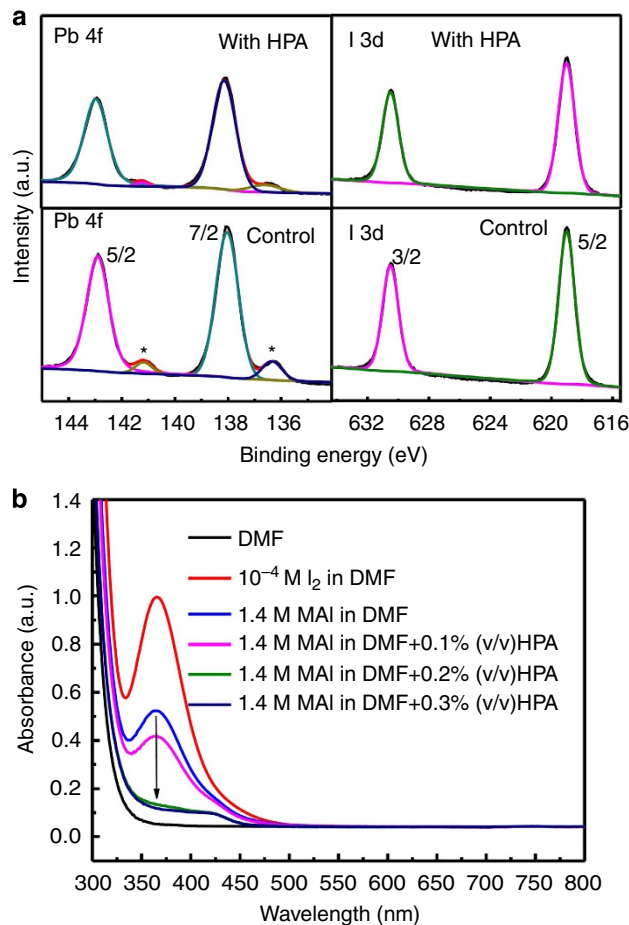 a
Pb 4f
With HPA
I 3d
With HPA
Pb 4f
5/2
7/2
Control
*
*
I 3d
3/2
Control
5/2
Intensity (a.u.)
144 142 140 138 136 630 628 620 618 616
Binding energy (eV)
b
1.4
1.2
1.0
0.8
0.6
0.4
0.2
0.0
Absorbance (a.u.)
DMF
10⁻⁴ M I₂ in DMF
1.4 M MAI in DMF
1.4 M MAI in DMF+0.1% (v/v)HPA
1.4 M MAI in DMF+0.2% (v/v)HPA
1.4 M MAI in DMF+0.3% (v/v)HPA
300 350 400 450 500 550 600 650 700 750 800
Wavelength (nm)